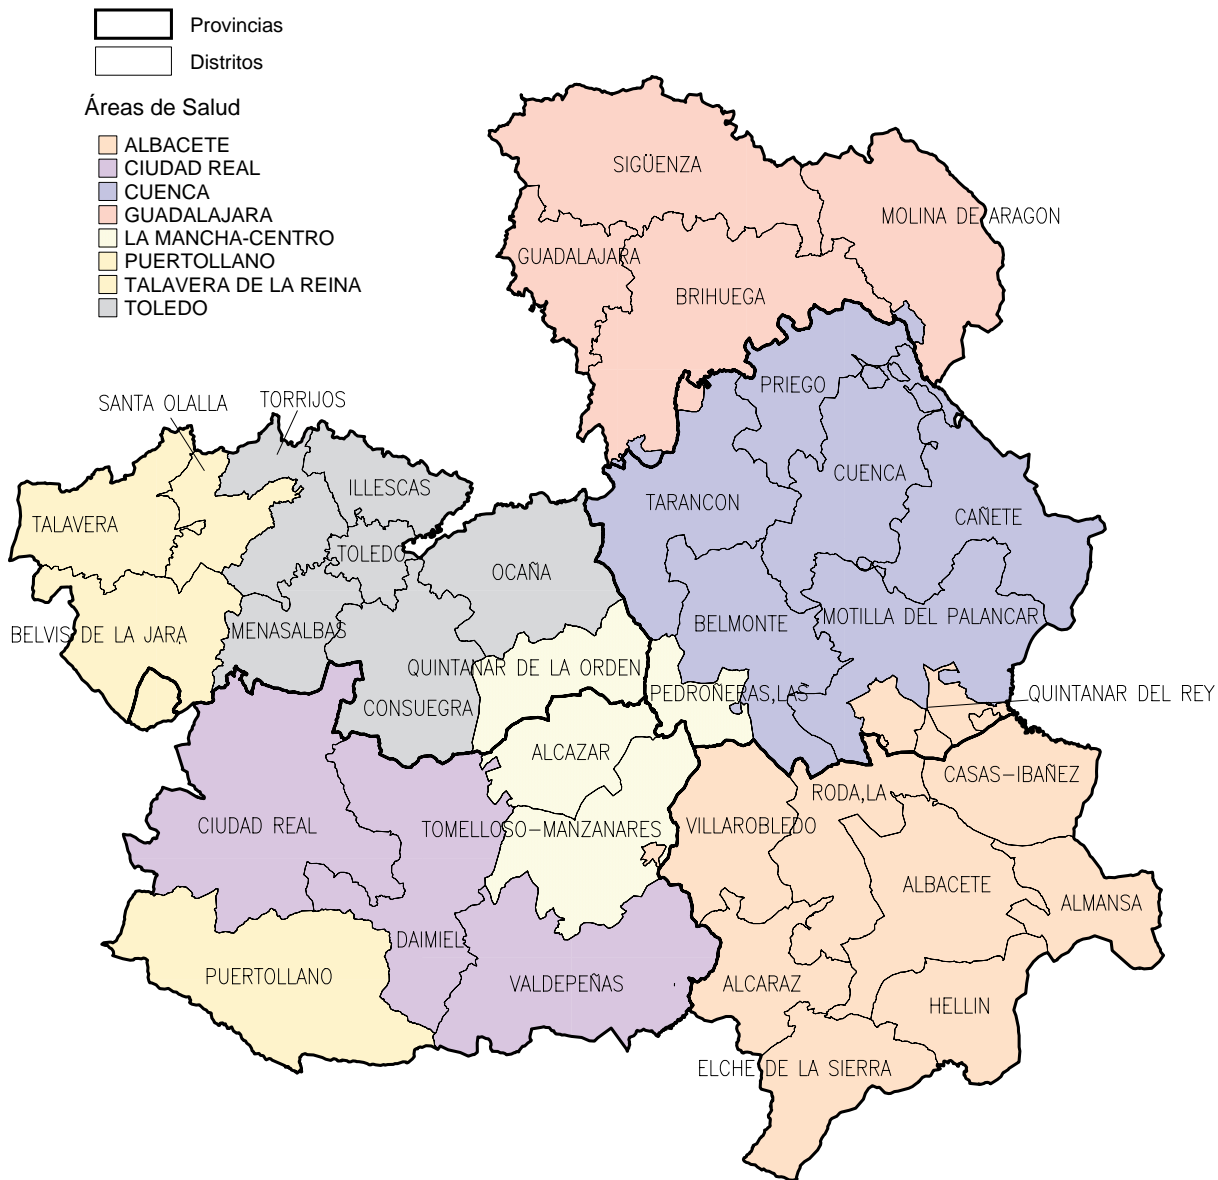 Provincias
Distritos
Áreas de Salud
ALBACETE
CIUDAD REAL
CUENCA
GUADALAJARA
LA MANCHA-CENTRO
PUERTOLLANO
TALAVERA DE LA REINA
TOLEDO
SIGÜENZA
MOLINA DE ARAGON
GUADALAJARA
BRIHUEGA
PRIEGO
SANTA OLALLA
TORRIJOS
CUENCA
ILLESCAS
TARANCON
CAÑETE
TALAVERA
TOLEDO
OCAÑA
BELMONTE
MOTILLA DEL PALANCAR
BELVIS DE LA JARA
MENASALBAS
QUINTANAR DE LA ORDEN
PEDROÑERAS,LAS
QUINTANAR DEL REY
CONSUEGRA
ALCAZAR
CASAS-IBAÑEZ
RODA,LA
CIUDAD REAL
TOMELLOSO-MANZANARES
VILLAROBLEDO
ALBACETE
ALMANSA
DAIMIEL
PUERTOLLANO
VALDEPEÑAS
ALCARAZ
HELLIN
ELCHE DE LA SIERRA